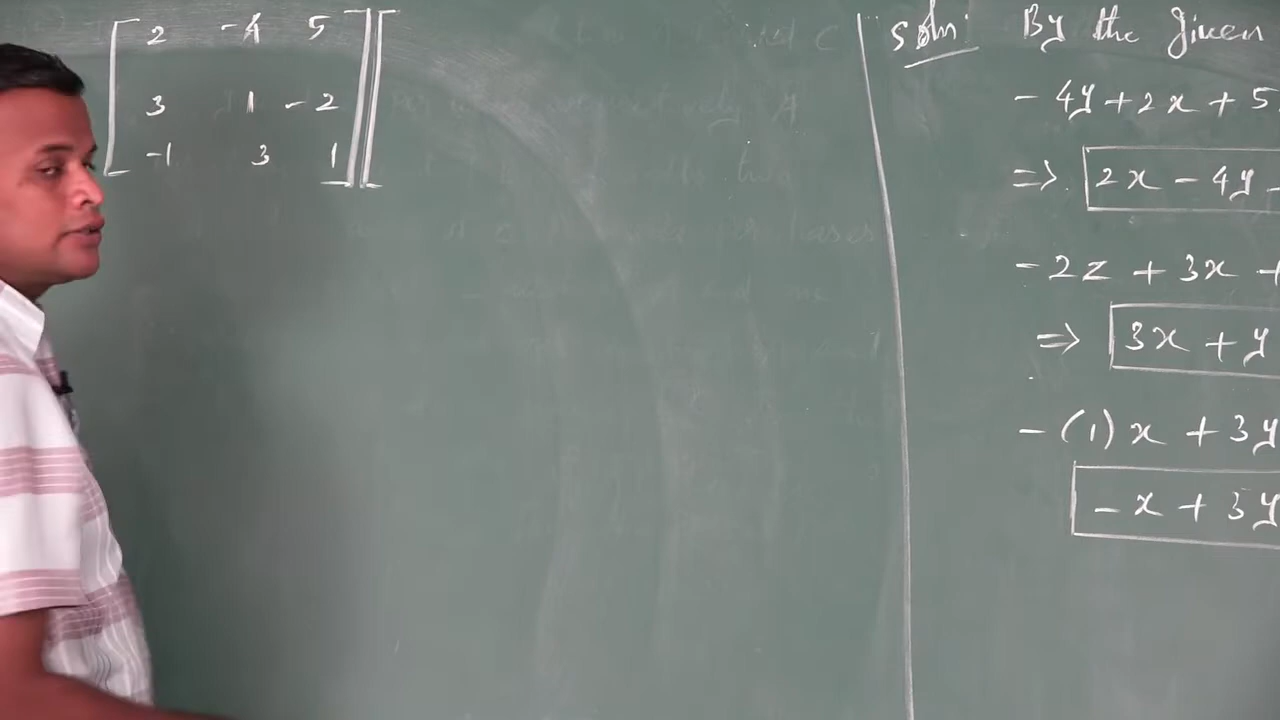 2 -4 5
3 1 -2
-1 3 1
Soln By the given
- 4y + 2x + 5
=> 2x - 4y -
- 2z + 3x +
=> 3x + y
- (1) x + 3y
- x + 3y